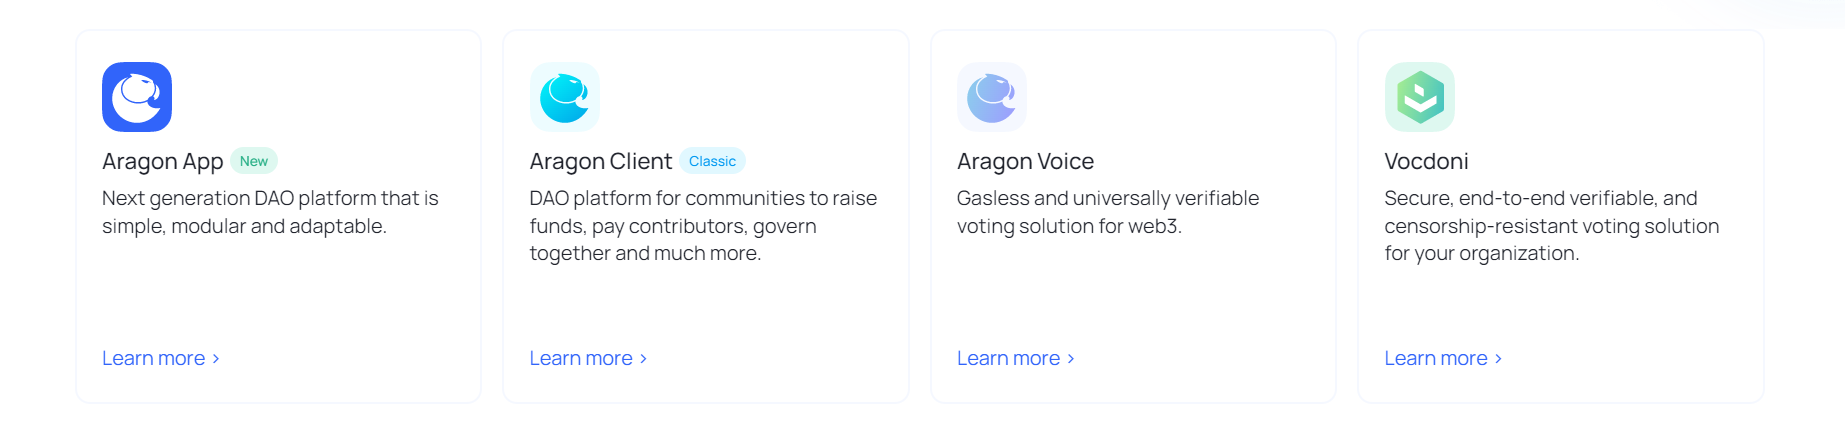 Aragon App New
Next generation DAO platform that is
simple, modular and adaptable.
Learn more >
Aragon Client Classic
DAO platform for communities to raise
funds, pay contributors, govern
together and much more.
Learn more >
Aragon Voice
Gasless and universally verifiable
voting solution for web3.
Learn more >
Vocdoni
Secure, end-to-end verifiable, and
censorship-resistant voting solution
for your organization.
Learn more >